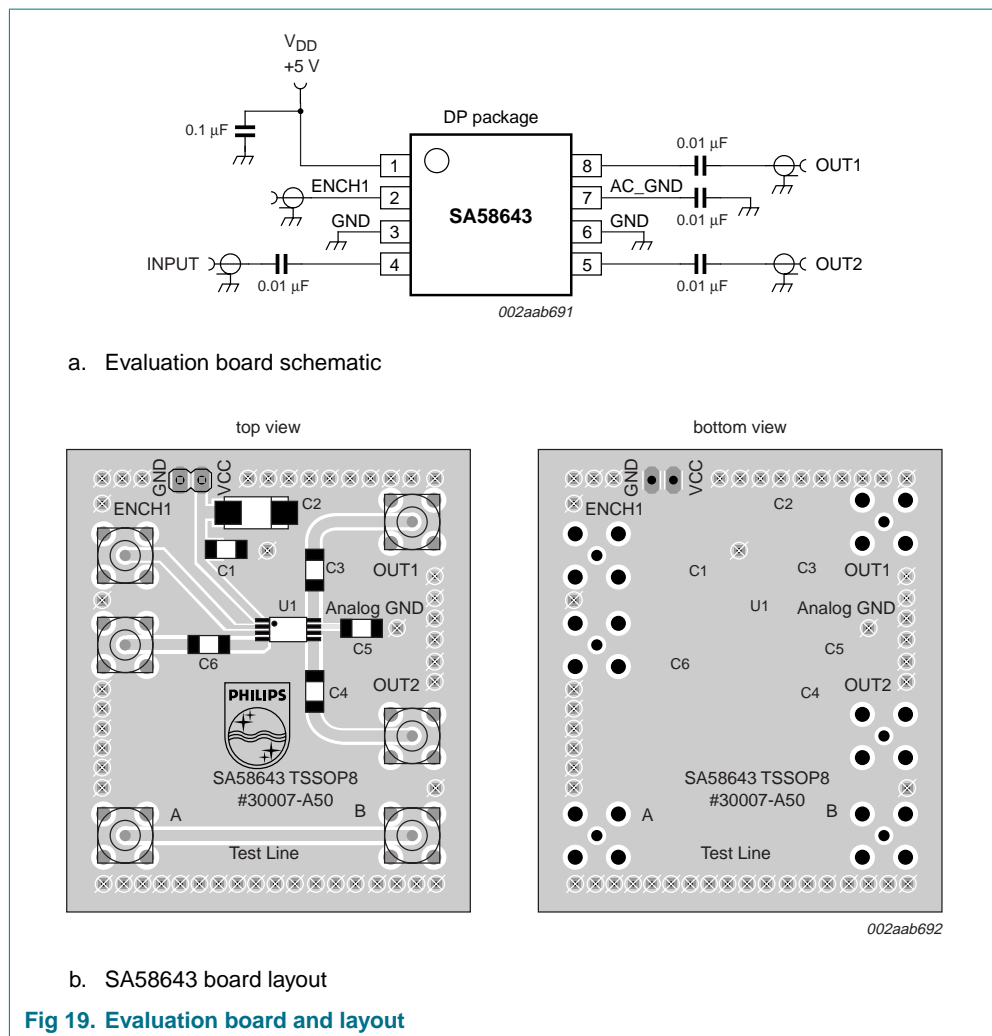 VDD
+5 V
0.1 μF
DP package
0.01 μF
1
8
OUT1
ENCH1
2
7
AC_GND
0.01 μF
SA58643
GND
3
6
GND
INPUT
0.01 μF
4
5
0.01 μF
OUT2
002aab691
a. Evaluation board schematic
top view
GND
VCC
ENCH1
C2
C1
C3
OUT1
U1
Analog GND
C5
C6
OUT2
C4
PHILIPS
SA58643 TSSOP8
#30007-A50
A
B
Test Line
bottom view
GND
VCC
ENCH1
C2
C1
C3
OUT1
U1
Analog GND
C5
C6
OUT2
C4
SA58643 TSSOP8
#30007-A50
A
B
Test Line
002aab692
b. SA58643 board layout
Fig 19. Evaluation board and layout